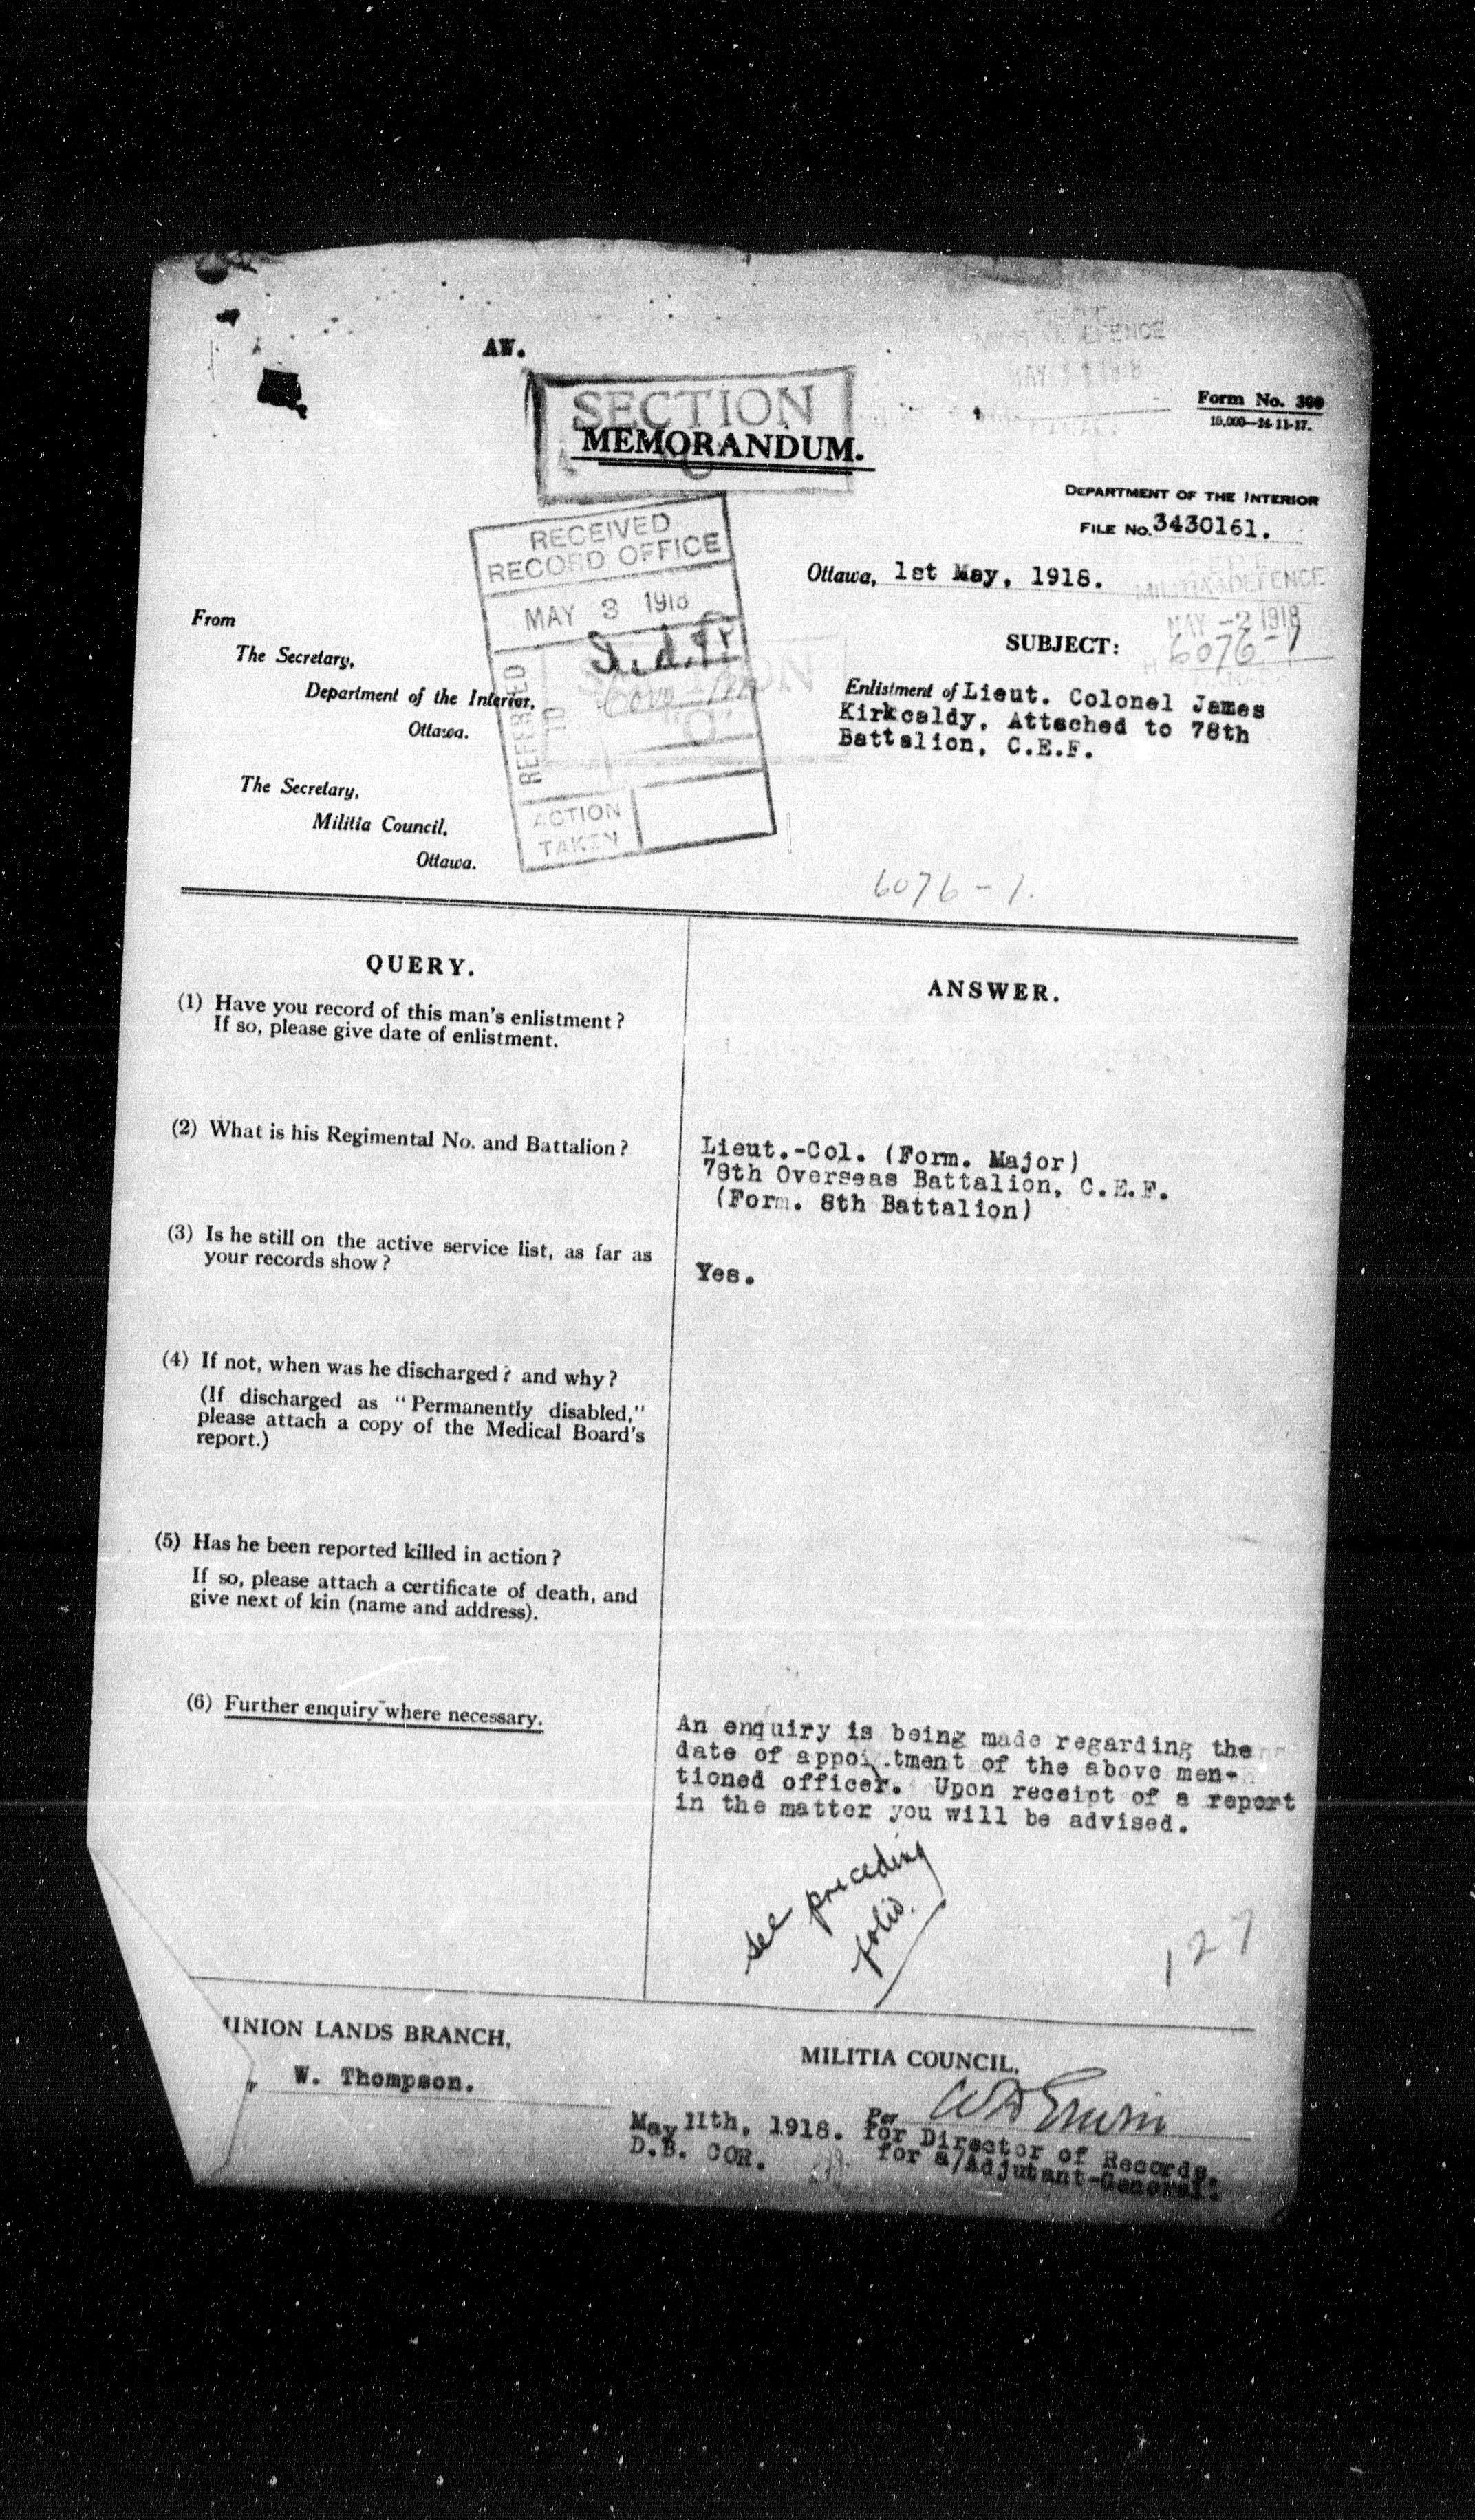 AW.
SECTION
MEMORANDUM.
Form No. 300
10,000—24-11-17.
DEPARTMENT OF THE INTERIOR
FILE No. 3430161.
RECEIVED
RECORD OFFICE
MAY 3 1918
REFERRED TO
ACTION
TAKEN
Ottawa, 1st May, 1918.
MILITIA & DEFENCE
MAY -2 1918
6076-1
From
The Secretary,
Department of the Interior,
Ottawa.
The Secretary,
Militia Council,
Ottawa.
SUBJECT:
Enlistment of Lieut. Colonel James
Kirkcaldy, Attached to 78th
Battalion, C.E.F.
6076-1.
QUERY.
ANSWER.
(1) Have you record of this man's enlistment?
If so, please give date of enlistment.
(2) What is his Regimental No. and Battalion?
Lieut.-Col. (Form. Major)
78th Overseas Battalion, C.E.F.
(Form. 8th Battalion)
(3) Is he still on the active service list, as far as
your records show?
Yes.
(4) If not, when was he discharged? and why?
(If discharged as "Permanently disabled,"
please attach a copy of the Medical Board's
report.)
(5) Has he been reported killed in action?
If so, please attach a certificate of death, and
give next of kin (name and address).
(6) Further enquiry where necessary.
An enquiry is being made regarding the
date of appointment of the above men-
tioned officer. Upon receipt of a report
in the matter you will be advised.
see preceding
folio.
127
MINION LANDS BRANCH,
W. Thompson.
MILITIA COUNCIL,
Per
May 11th, 1918. for Director of Records,
D.B. COR. for a/Adjutant-General.